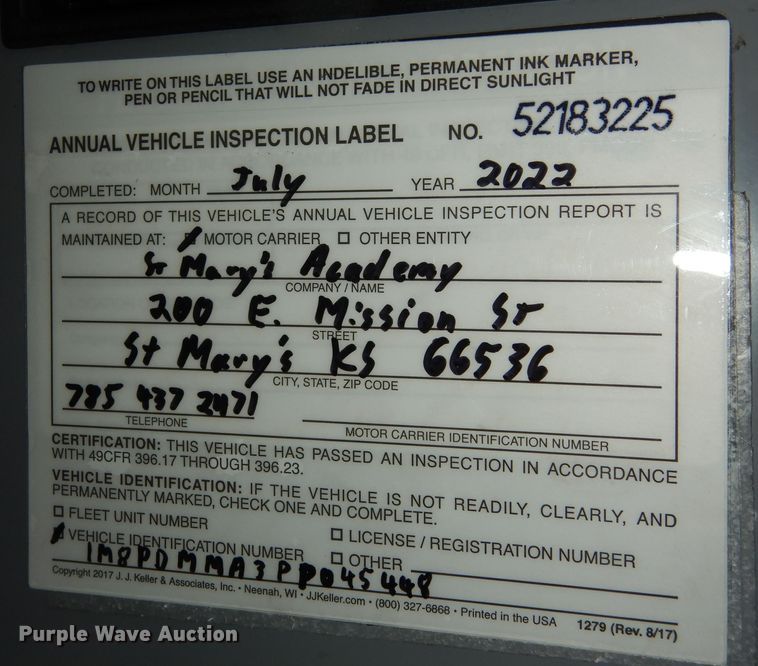 TO WRITE ON THIS LABEL USE AN INDELIBLE, PERMANENT INK MARKER,
PEN OR PENCIL THAT WILL NOT FADE IN DIRECT SUNLIGHT
ANNUAL VEHICLE INSPECTION LABEL NO. 52183225
COMPLETED: MONTH July YEAR 2022
A RECORD OF THIS VEHICLE'S ANNUAL VEHICLE INSPECTION REPORT IS
MAINTAINED AT: MOTOR CARRIER ☐ OTHER ENTITY
St Mary's Academy
COMPANY / NAME
200 E. Mission St
STREET
St Mary's KS 66536
CITY, STATE, ZIP CODE
785 437 2471
TELEPHONE
MOTOR CARRIER IDENTIFICATION NUMBER
CERTIFICATION: THIS VEHICLE HAS PASSED AN INSPECTION IN ACCORDANCE
WITH 49CFR 396.17 THROUGH 396.23.
VEHICLE IDENTIFICATION: IF THE VEHICLE IS NOT READILY, CLEARLY, AND
PERMANENTLY MARKED, CHECK ONE AND COMPLETE.
☐ FLEET UNIT NUMBER ☐ LICENSE / REGISTRATION NUMBER
VEHICLE IDENTIFICATION NUMBER ☐ OTHER
1M8PDMMA3PP045448
Copyright 2017 J. J. Keller & Associates, Inc. • Neenah, WI • JJKeller.com • (800) 327-6868 • Printed in the USA 1279 (Rev. 8/17)
Purple Wave Auction